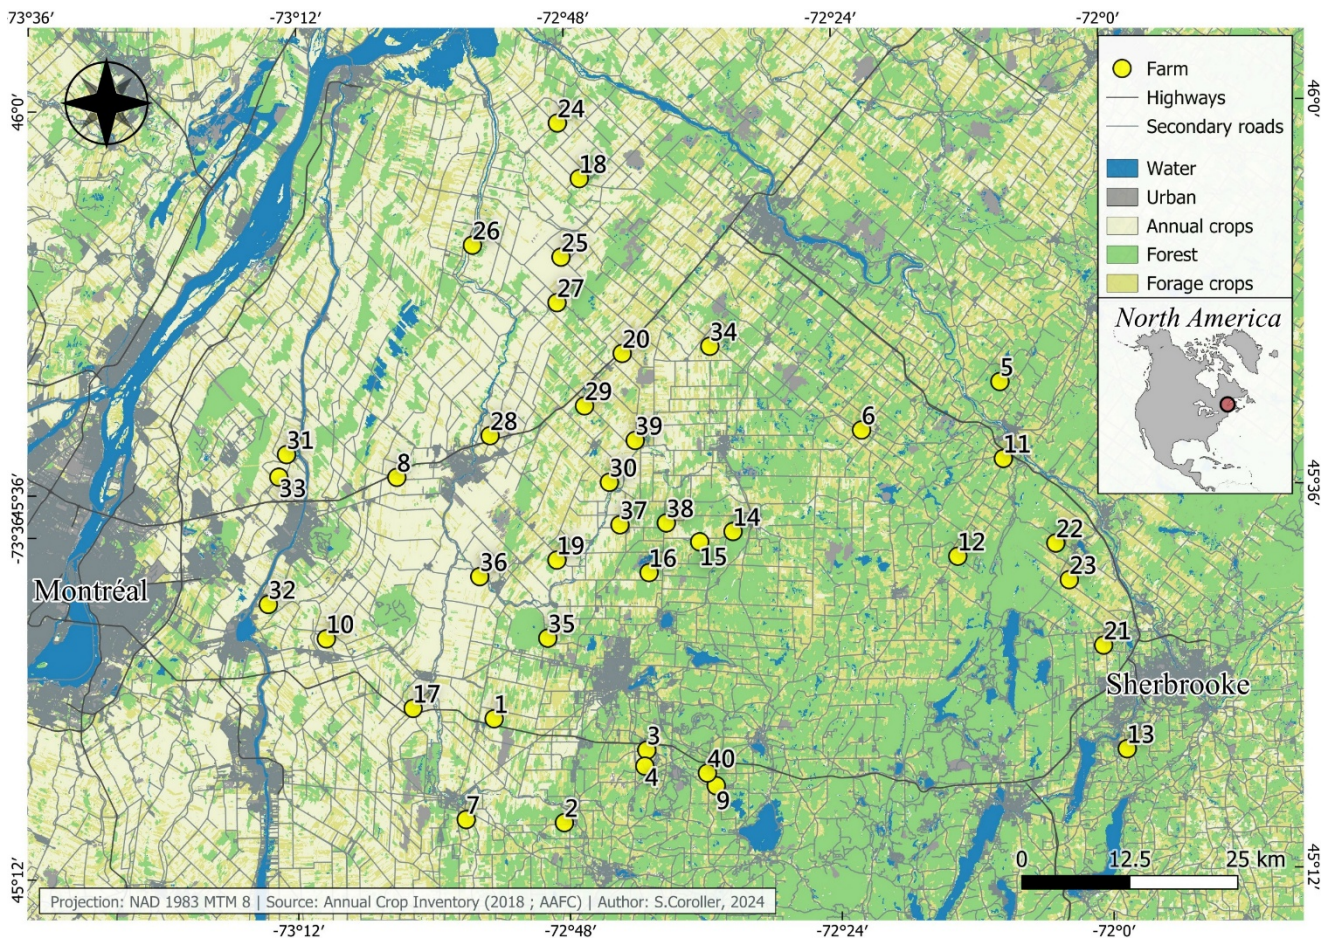 -73°36' -73°12' -72°48' -72°24' -72°0'
46°0' 46°0'
Farm
Highways
Secondary roads
Water
Urban
Annual crops
Forest
Forage crops
North America
24
18
26
25
27
20
34
5
29
6
28
39
31
11
8
33
30
45°36'
-73°3645°36'
37
38
14
15
22
12
19
16
23
36
Montréal
32
10
35
21
Sherbrooke
17
1
3
13
4
40
9
7
2
0 12.5 25 km
45°12' 45°12'
Projection: NAD 1983 MTM 8 | Source: Annual Crop Inventory (2018 ; AAFC) | Author: S.Coroller, 2024
-73°12' -72°48' -72°24' -72°0'